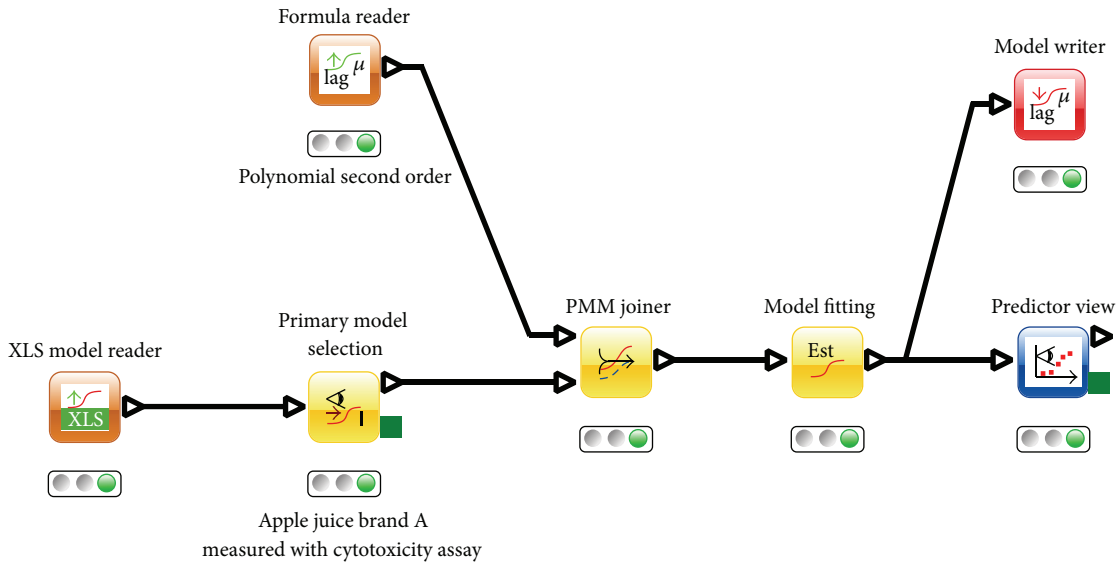 Formula reader
lag μ
Polynomial second order
Model writer
lag μ
XLS model reader
XLS
Primary model
selection
Apple juice brand A
measured with cytotoxicity assay
PMM joiner
Model fitting
Est
Predictor view